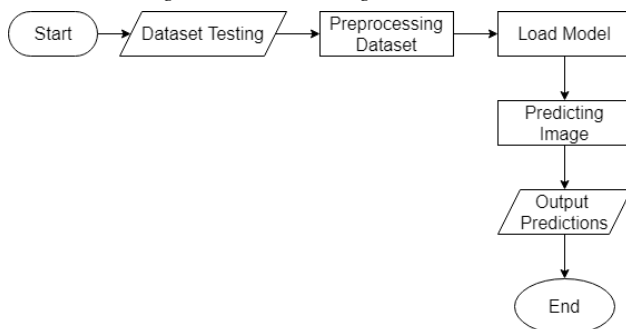 Start
Dataset Testing
Preprocessing
Dataset
Load Model
Predicting
Image
Output
Predictions
End